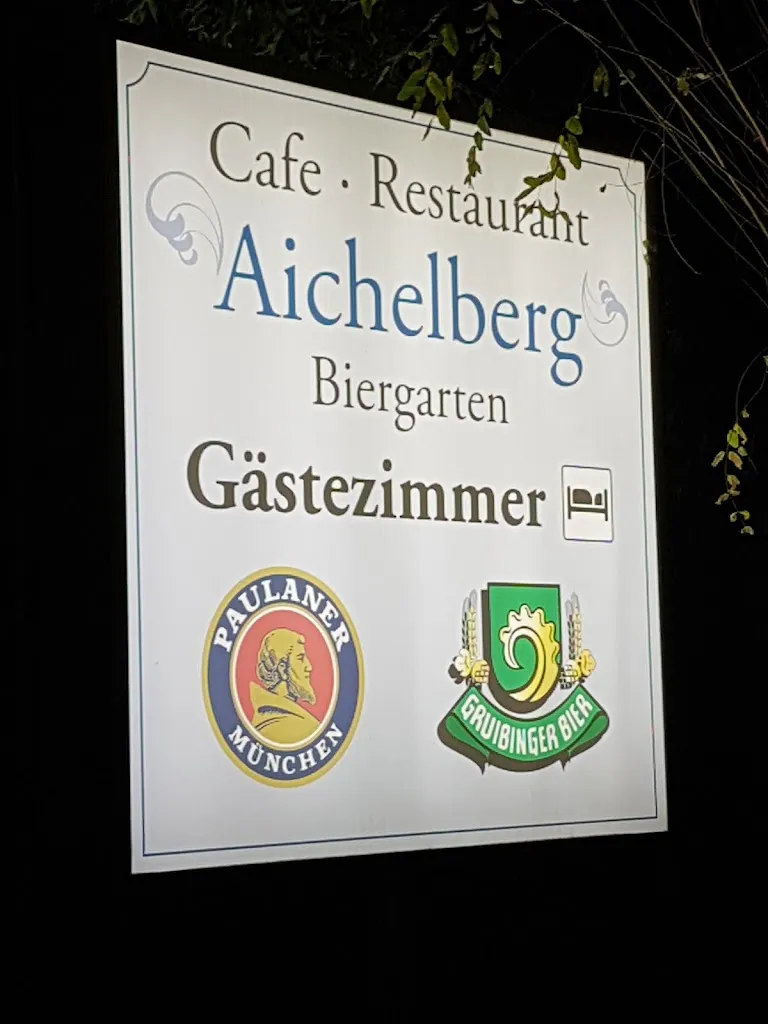 Cafe · Restaurant
Aichelberg
Biergarten
Gästezimmer
PAULANER
MÜNCHEN
GRUIBINGER BIER